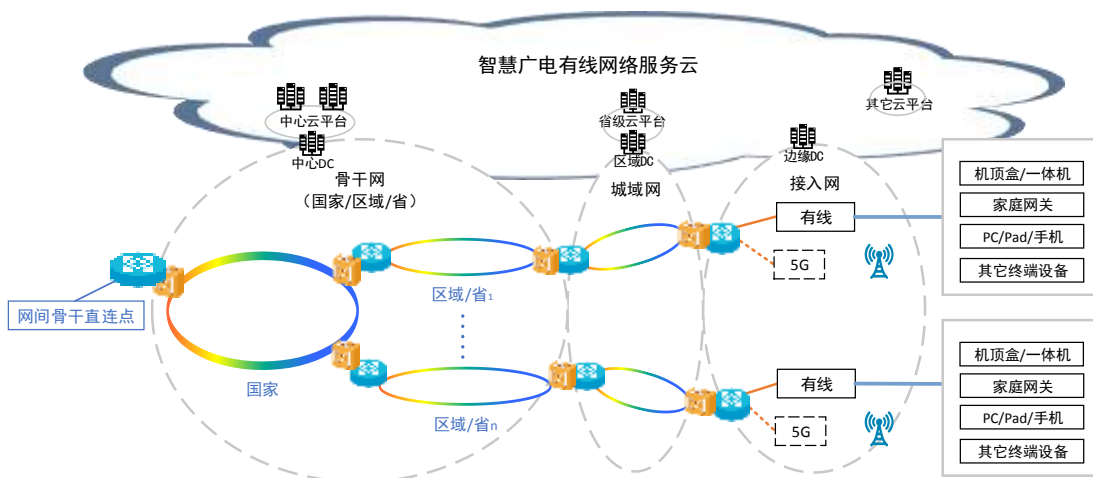 智慧广电有线网络服务云
中心云平台
中心DC
省级云平台
区域DC
其它云平台
边缘DC
骨干网
（国家/区域/省）
城域网
接入网
网间骨干直连点
国家
区域/省1
区域/省n
有线
5G
机顶盒/一体机
家庭网关
PC/Pad/手机
其它终端设备
有线
5G
机顶盒/一体机
家庭网关
PC/Pad/手机
其它终端设备